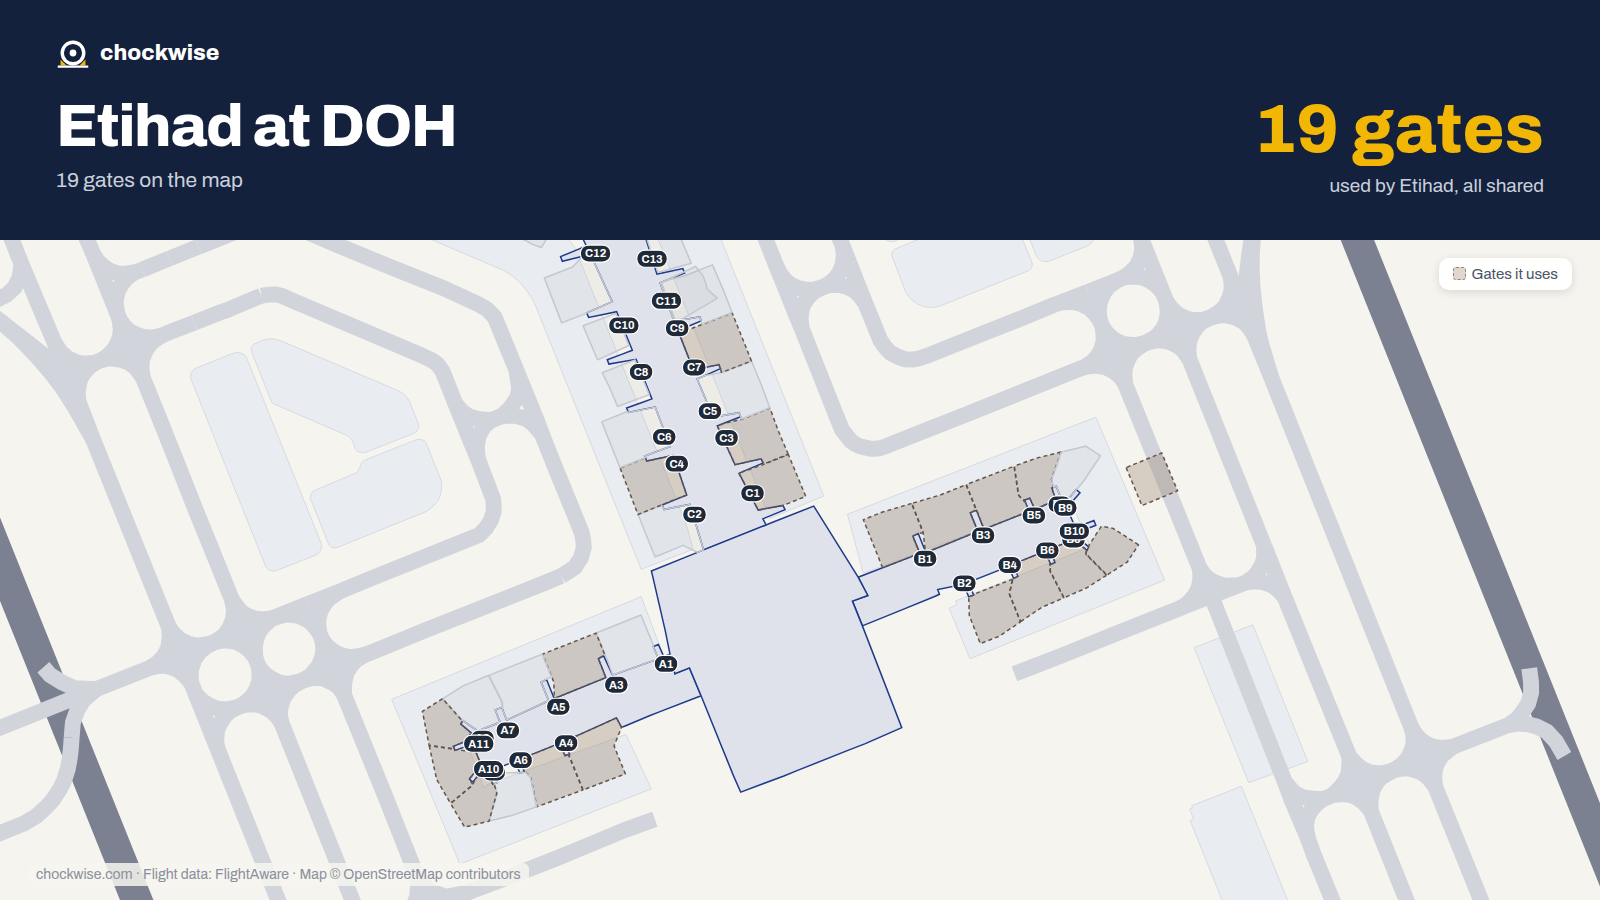 chockwise
Etihad at DOH
19 gates on the map
19 gates
used by Etihad, all shared
Gates it uses
C12
C13
C11
C10
C9
C8
C7
C5
C6
C3
C4
C1
C2
B9
B5
B10
B3
B6
B1
B4
B2
A1
A3
A5
A7
A11
A4
A6
A10
chockwise.com · Flight data: FlightAware · Map © OpenStreetMap contributors